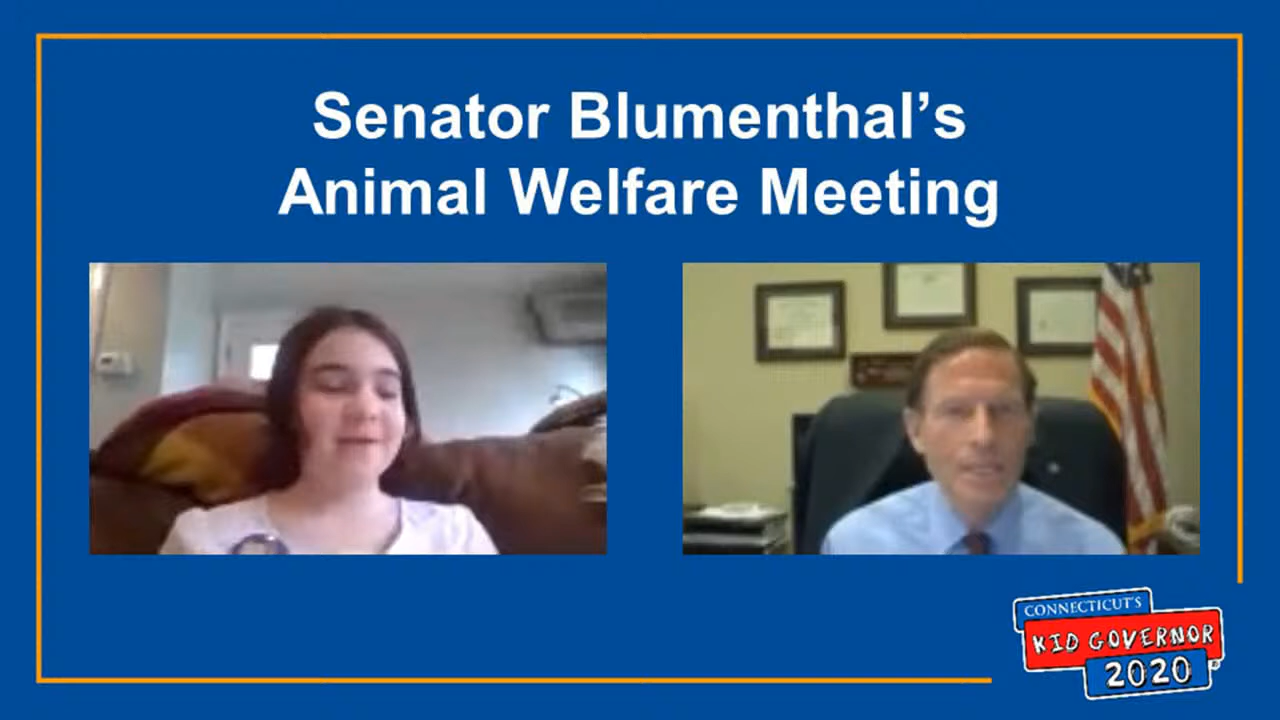 Senator Blumenthal’s
Animal Welfare Meeting
CONNECTICUT'S
KID GOVERNOR
2020